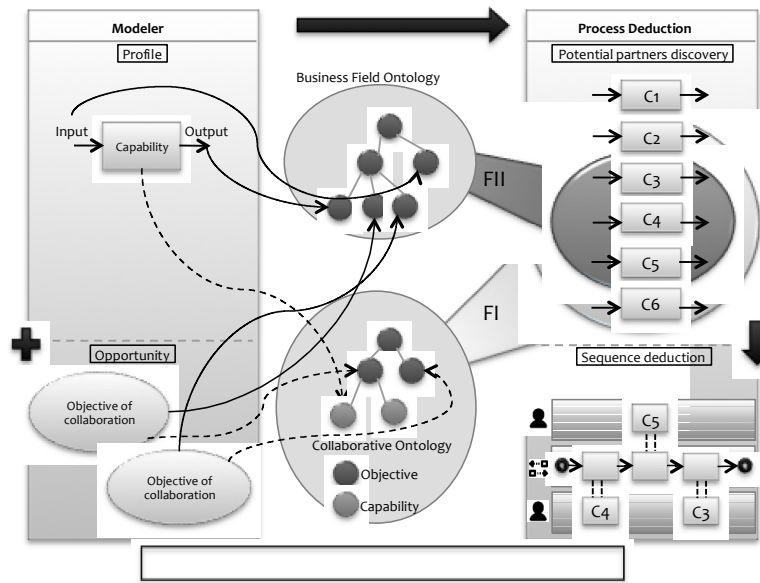 Modeler
Profile
Input
Capability
Output
Opportunity
Objective of
collaboration
Objective of
collaboration
Business Field Ontology
FII
FI
Collaborative Ontology
Objective
Capability
Process Deduction
Potential partners discovery
C1
C2
C3
C4
C5
C6
Sequence deduction
C5
C4
C3